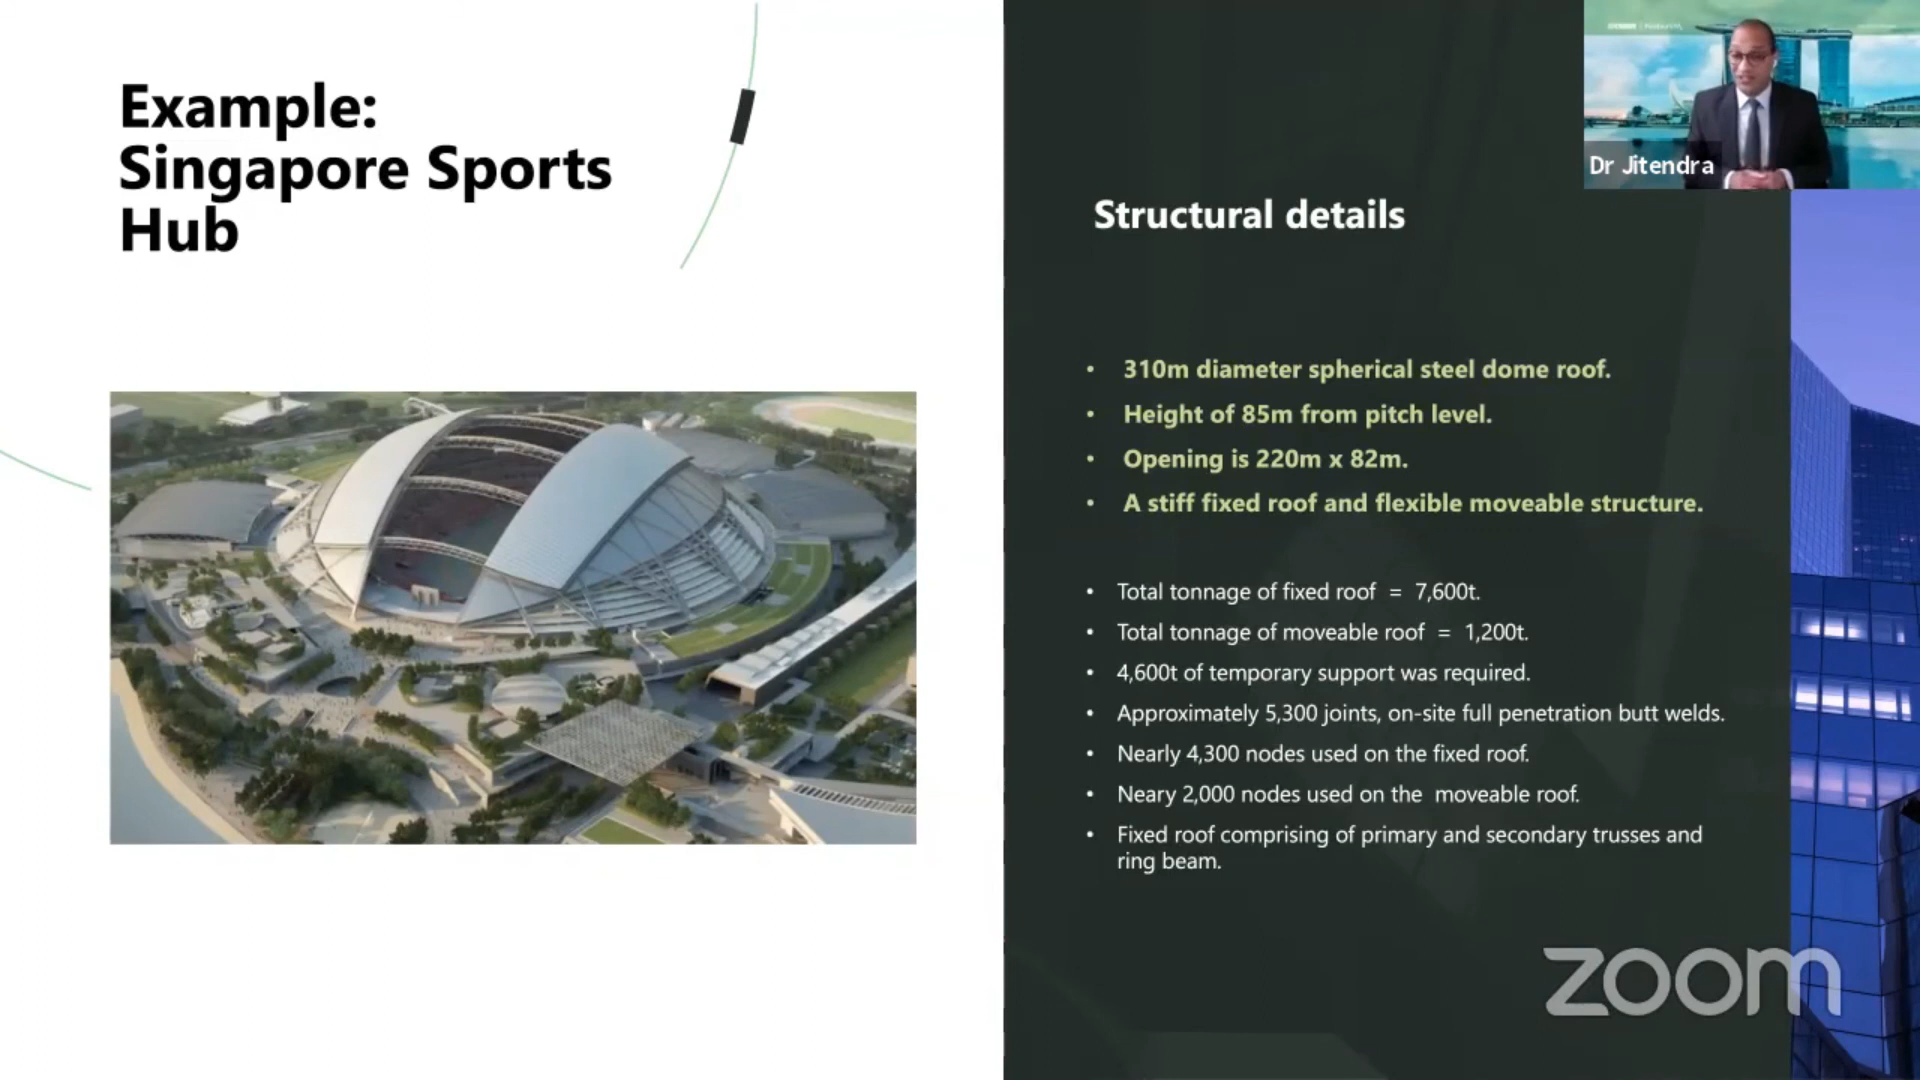 Example:
Singapore Sports
Hub
Dr Jitendra
Structural details
• 310m diameter spherical steel dome roof.
• Height of 85m from pitch level.
• Opening is 220m x 82m.
• A stiff fixed roof and flexible moveable structure.
• Total tonnage of fixed roof = 7,600t.
• Total tonnage of moveable roof = 1,200t.
• 4,600t of temporary support was required.
• Approximately 5,300 joints, on-site full penetration butt welds.
• Nearly 4,300 nodes used on the fixed roof.
• Neary 2,000 nodes used on the moveable roof.
• Fixed roof comprising of primary and secondary trusses and
ring beam.
zoom